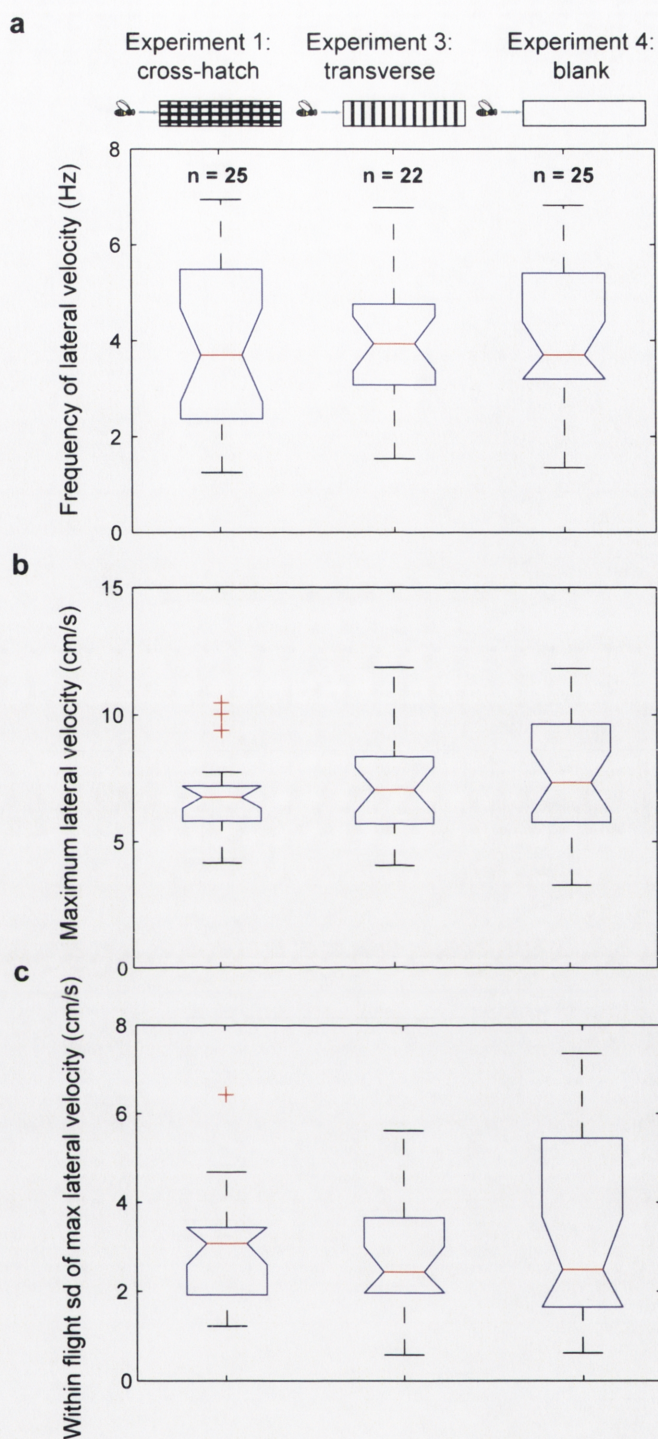 a
Experiment 1:
cross-hatch
Experiment 3:
transverse
Experiment 4:
blank
Frequency of lateral velocity (Hz)
8
6
4
2
0
n = 25
n = 22
n = 25
b
Maximum lateral velocity (cm/s)
15
10
5
0
c
Within flight sd of max lateral velocity (cm/s)
8
6
4
2
0